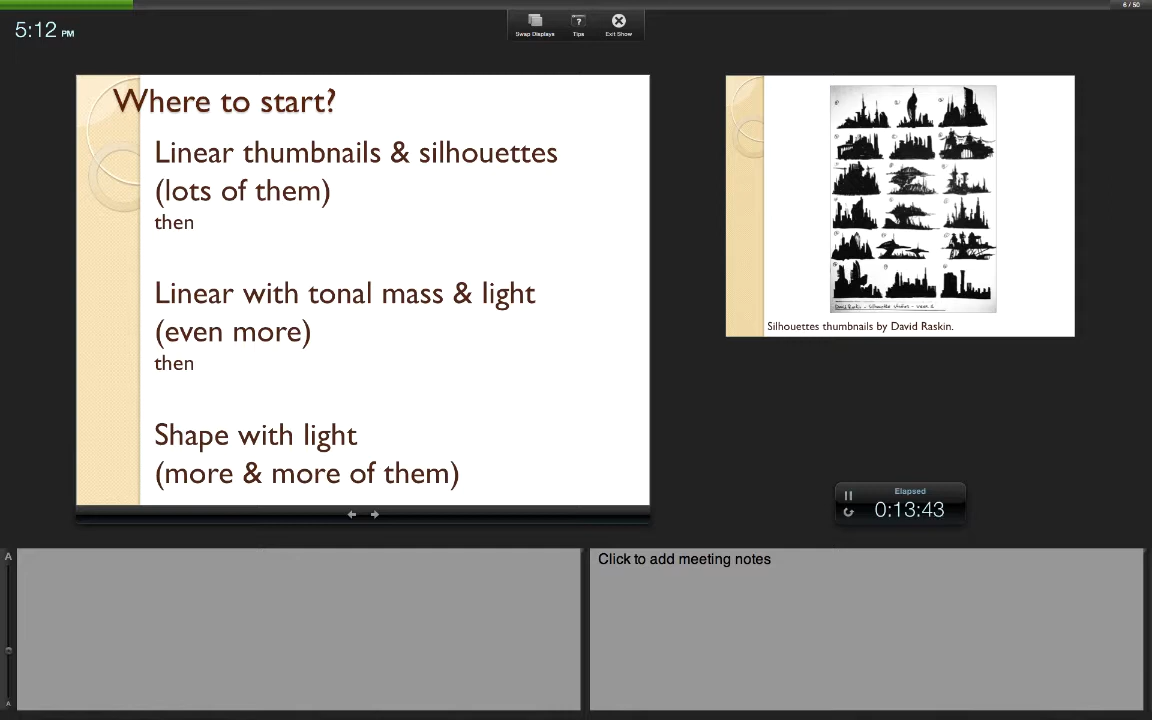 6 / 50
5:12 PM
Swap Displays
Tips
Exit Show
Where to start?
Linear thumbnails & silhouettes
(lots of them)
then
Linear with tonal mass & light
(even more)
then
Shape with light
(more & more of them)
Silhouettes thumbnails by David Raskin.
Elapsed
0:13:43
A
A
Click to add meeting notes